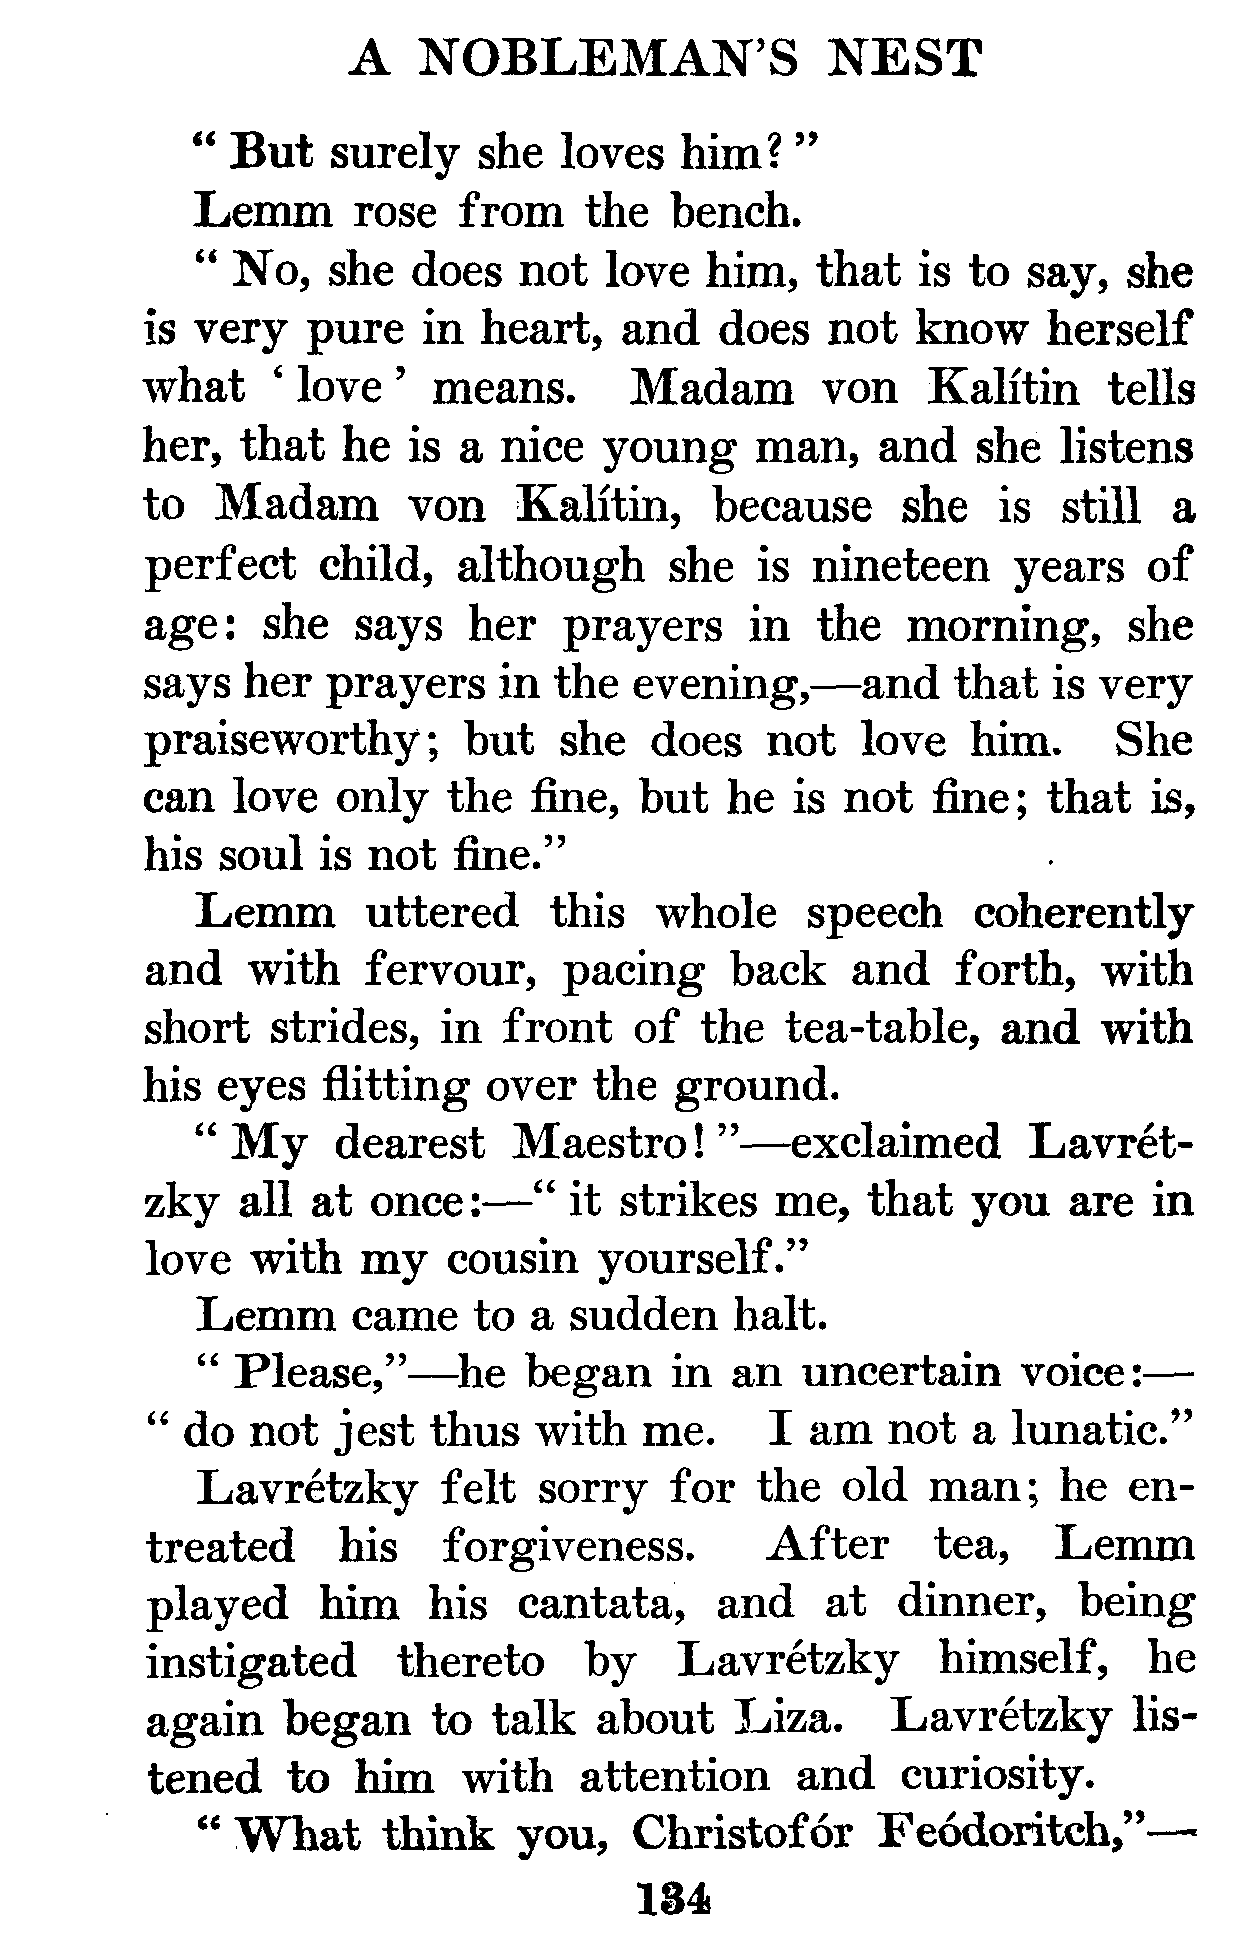 A NOBLEMAN'S NEST
“ But surely she loves him? ”
Lemm rose from the bench.
“ No, she does not love him, that is to say, she
is very pure in heart, and does not know herself
what ‘ love ’ means. Madam von Kalítin tells
her, that he is a nice young man, and she listens
to Madam von Kalítin, because she is still a
perfect child, although she is nineteen years of
age: she says her prayers in the morning, she
says her prayers in the evening,—and that is very
praiseworthy; but she does not love him. She
can love only the fine, but he is not fine; that is,
his soul is not fine.”
Lemm uttered this whole speech coherently
and with fervour, pacing back and forth, with
short strides, in front of the tea-table, and with
his eyes flitting over the ground.
“ My dearest Maestro! ”—exclaimed Lavrét-
zky all at once:—“ it strikes me, that you are in
love with my cousin yourself.”
Lemm came to a sudden halt.
“ Please,”—he began in an uncertain voice:—
“ do not jest thus with me. I am not a lunatic.”
Lavrétzky felt sorry for the old man; he en-
treated his forgiveness. After tea, Lemm
played him his cantata, and at dinner, being
instigated thereto by Lavrétzky himself, he
again began to talk about Liza. Lavrétzky lis-
tened to him with attention and curiosity.
“ What think you, Christofór Feódoritch,”—
134